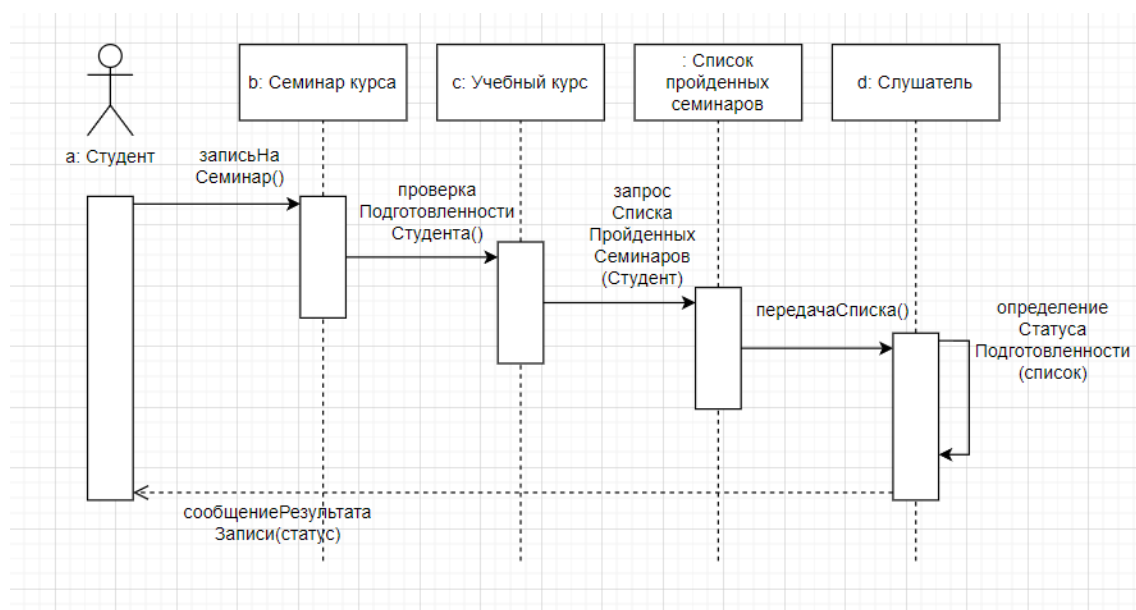 b: Семинар курса
c: Учебный курс
: Список
пройденных
семинаров
d: Слушатель
a: Студент
записьНа
Семинар()
проверка
Подготовленности
Студента()
запрос
Списка
Пройденных
Семинаров
(Студент)
передачаСписка()
определение
Статуса
Подготовленности
(список)
сообщениеРезультата
Записи(статус)